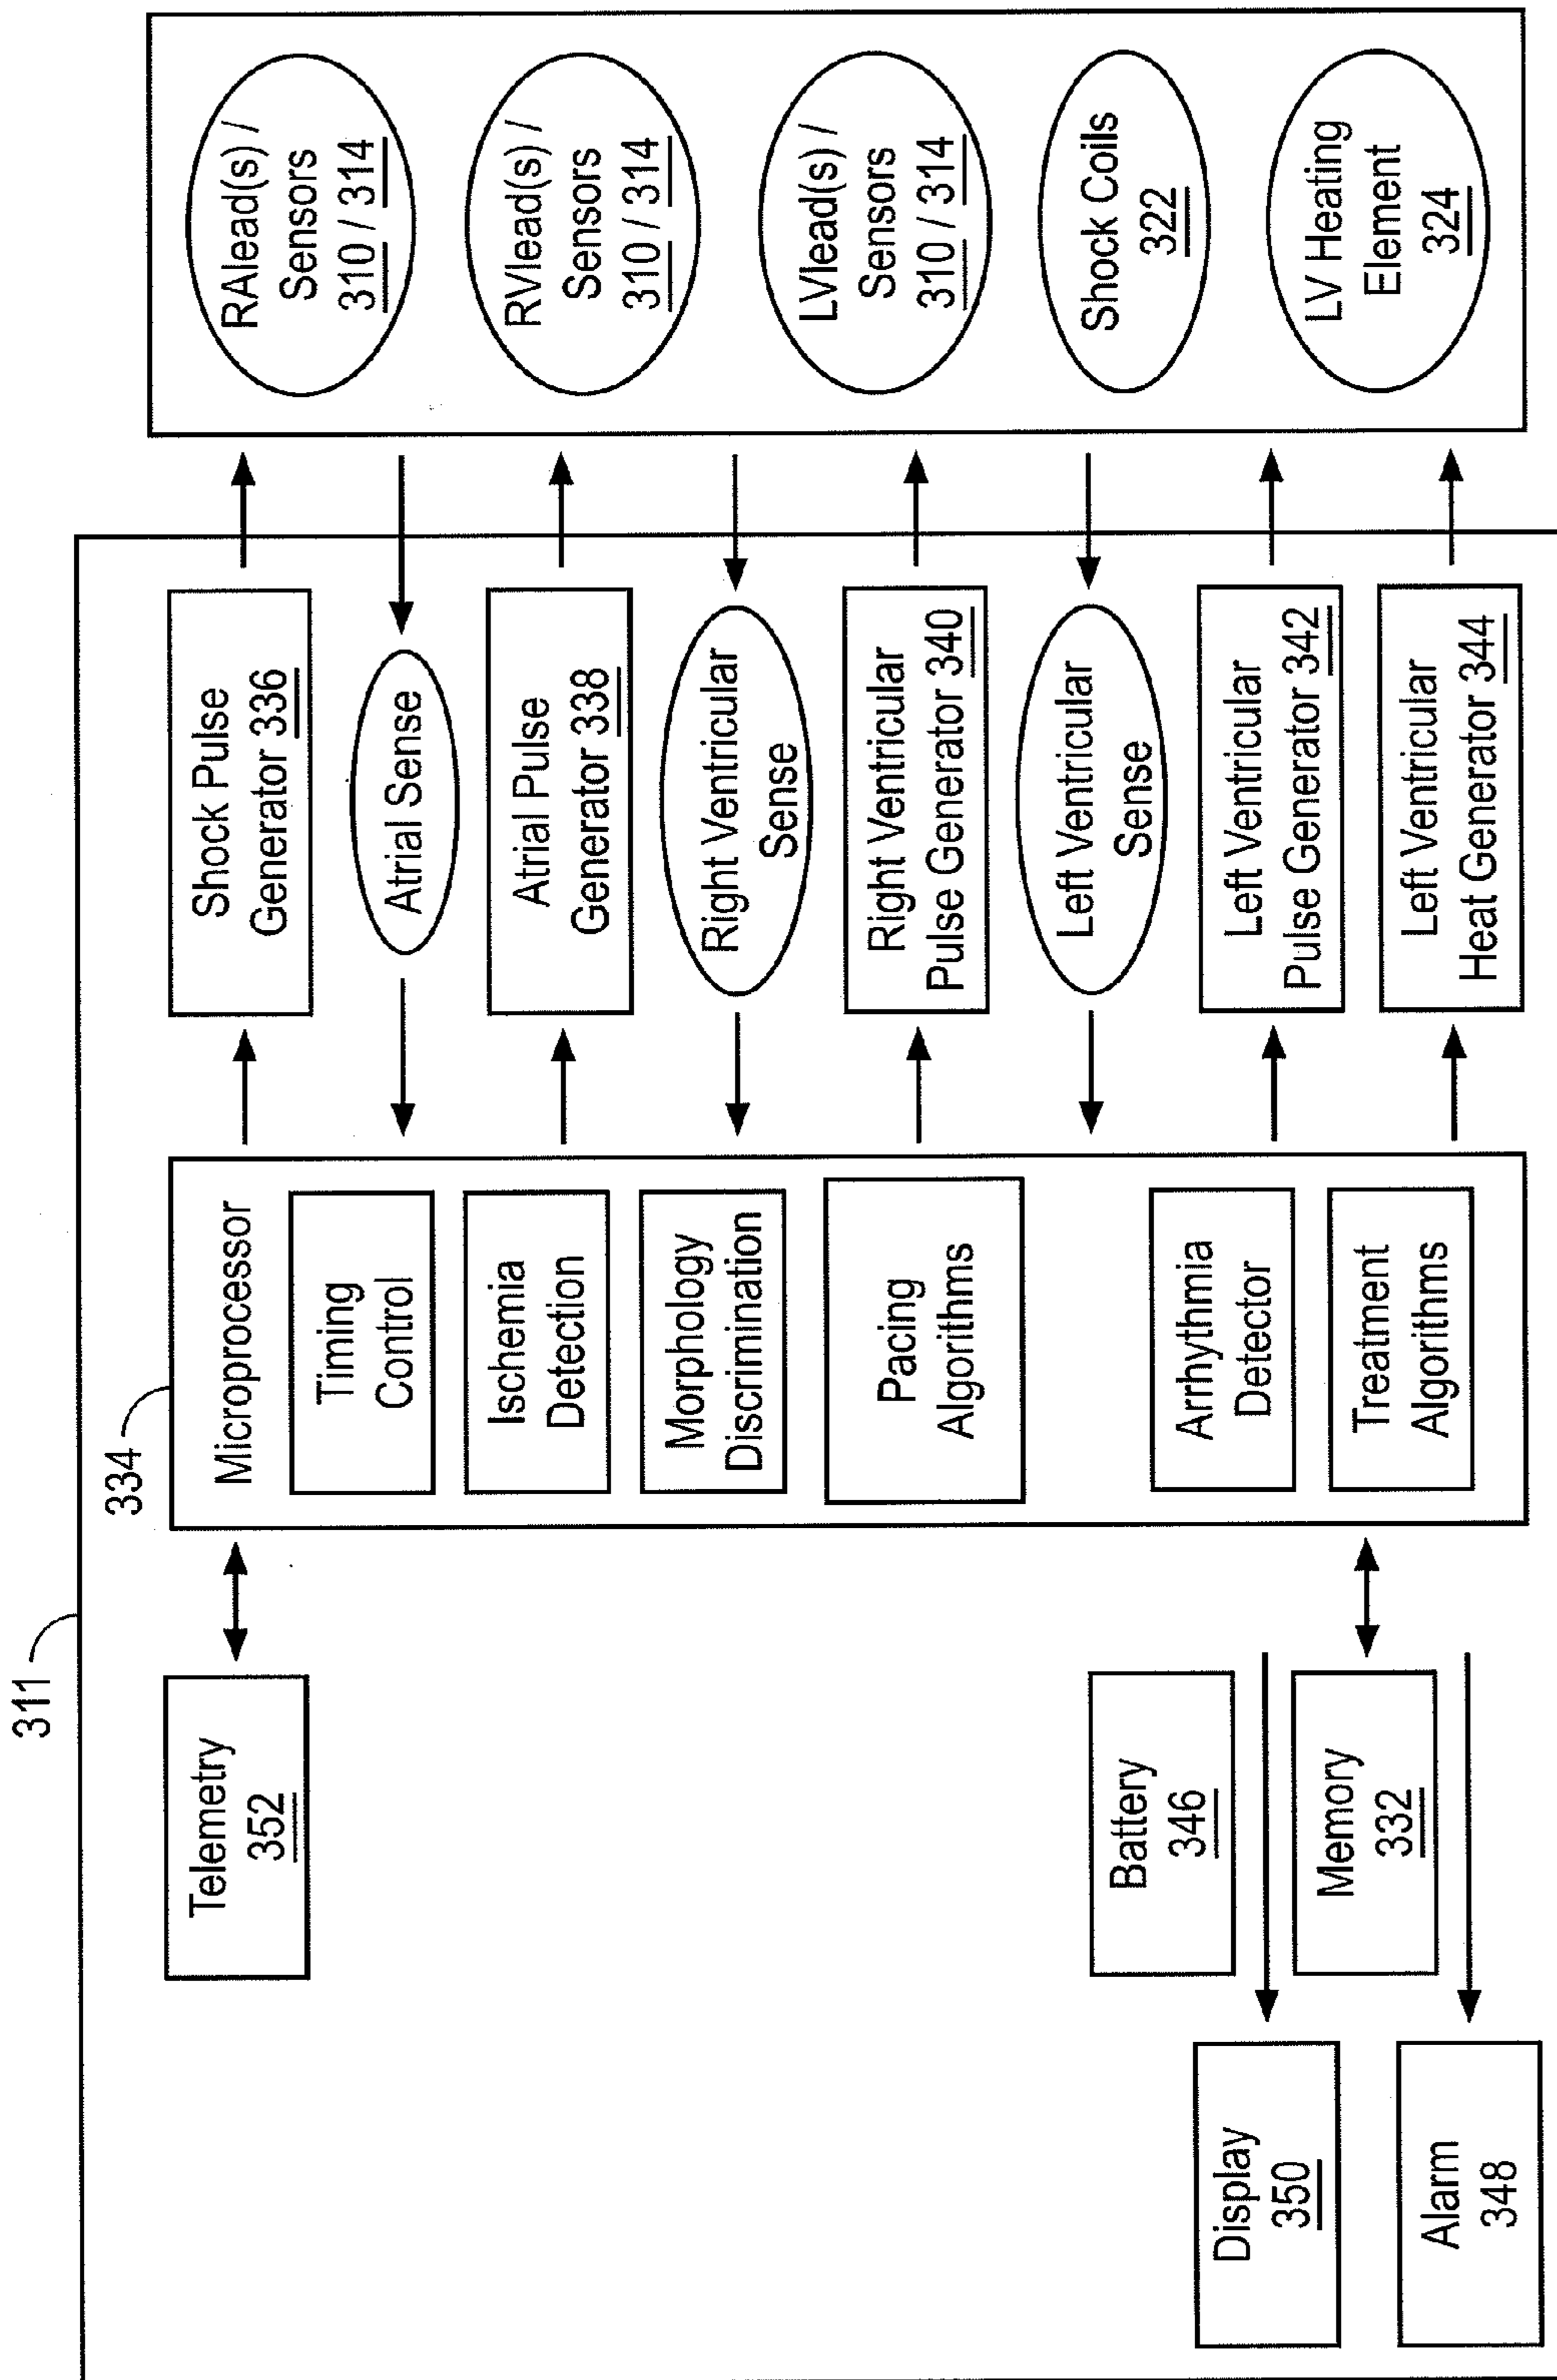 311
334
Telemetry
352
Battery
346
Memory
332
Display
350
Alarm
348
Microprocessor
Timing
Control
Ischemia
Detection
Morphology
Discrimination
Pacing
Algorithms
Arrhythmia
Detector
Treatment
Algorithms
Shock Pulse
Generator 336
Atrial Sense
Atrial Pulse
Generator 338
Right Ventricular
Sense
Right Ventricular
Pulse Generator 340
Left Ventricular
Sense
Left Ventricular
Pulse Generator 342
Left Ventricular
Heat Generator 344
RAlead(s) /
Sensors
310 / 314
RVlead(s) /
Sensors
310 / 314
LVlead(s) /
Sensors
310 / 314
Shock Coils
322
LV Heating
Element
324